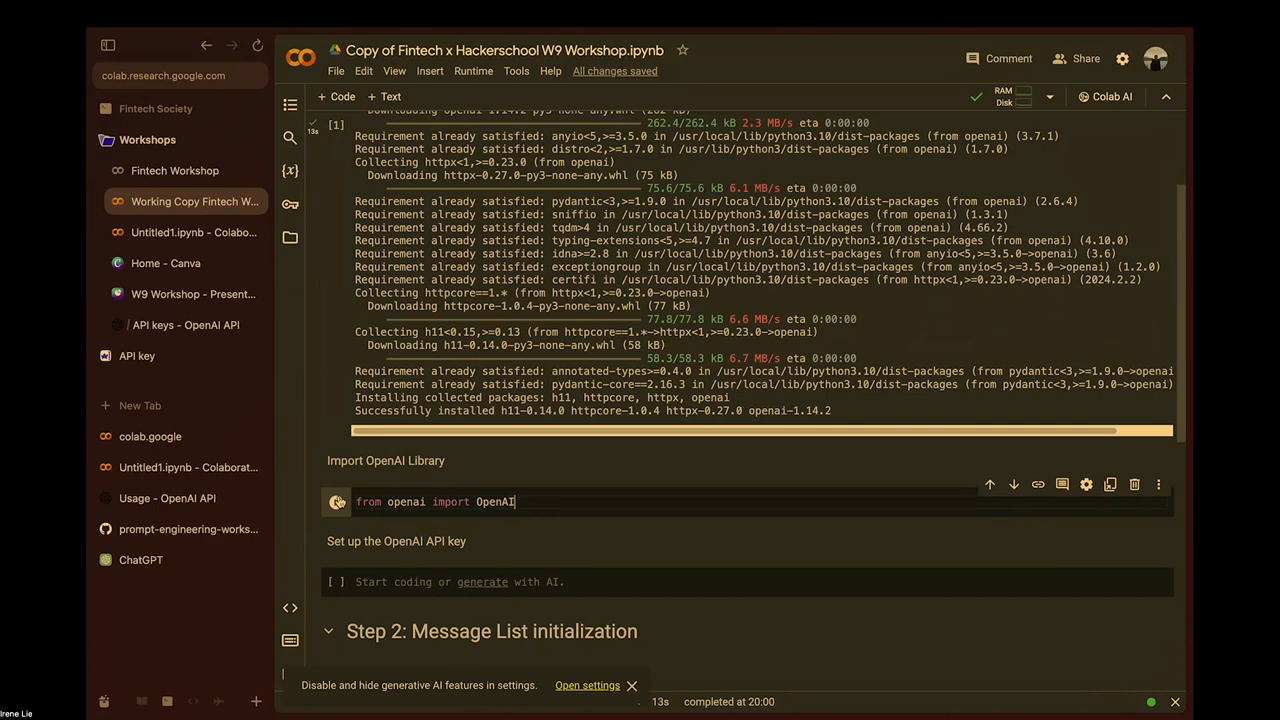 colab.research.google.com
Fintech Society
Workshops
Fintech Workshop
Working Copy Fintech W...
Untitled1.ipynb - Colabo...
Home - Canva
W9 Workshop - Present...
/ API keys - OpenAI API
API key
New Tab
colab.google
Untitled1.ipynb - Colaborat...
Usage - OpenAI API
prompt-engineering-works...
ChatGPT
Irene Lie
Copy of Fintech x Hackerschool W9 Workshop.ipynb
File Edit View Insert Runtime Tools Help All changes saved
Comment Share
+ Code + Text
RAM
Disk
Colab AI
[1]
13s
262.4/262.4 kB 2.3 MB/s eta 0:00:00
Requirement already satisfied: anyio<5,>=3.5.0 in /usr/local/lib/python3.10/dist-packages (from openai) (3.7.1)
Requirement already satisfied: distro<2,>=1.7.0 in /usr/lib/python3/dist-packages (from openai) (1.7.0)
Collecting httpx<1,>=0.23.0 (from openai)
Downloading httpx-0.27.0-py3-none-any.whl (75 kB)
75.6/75.6 kB 6.1 MB/s eta 0:00:00
Requirement already satisfied: pydantic<3,>=1.9.0 in /usr/local/lib/python3.10/dist-packages (from openai) (2.6.4)
Requirement already satisfied: sniffio in /usr/local/lib/python3.10/dist-packages (from openai) (1.3.1)
Requirement already satisfied: tqdm>4 in /usr/local/lib/python3.10/dist-packages (from openai) (4.66.2)
Requirement already satisfied: typing-extensions<5,>=4.7 in /usr/local/lib/python3.10/dist-packages (from openai) (4.10.0)
Requirement already satisfied: idna>=2.8 in /usr/local/lib/python3.10/dist-packages (from anyio<5,>=3.5.0->openai) (3.6)
Requirement already satisfied: exceptiongroup in /usr/local/lib/python3.10/dist-packages (from anyio<5,>=3.5.0->openai) (1.2.0)
Requirement already satisfied: certifi in /usr/local/lib/python3.10/dist-packages (from httpx<1,>=0.23.0->openai) (2024.2.2)
Collecting httpcore==1.* (from httpx<1,>=0.23.0->openai)
Downloading httpcore-1.0.4-py3-none-any.whl (77 kB)
77.8/77.8 kB 6.6 MB/s eta 0:00:00
Collecting h11<0.15,>=0.13 (from httpcore==1.*->httpx<1,>=0.23.0->openai)
Downloading h11-0.14.0-py3-none-any.whl (58 kB)
58.3/58.3 kB 6.7 MB/s eta 0:00:00
Requirement already satisfied: annotated-types>=0.4.0 in /usr/local/lib/python3.10/dist-packages (from pydantic<3,>=1.9.0->openai
Requirement already satisfied: pydantic-core==2.16.3 in /usr/local/lib/python3.10/dist-packages (from pydantic<3,>=1.9.0->openai)
Installing collected packages: h11, httpcore, httpx, openai
Successfully installed h11-0.14.0 httpcore-1.0.4 httpx-0.27.0 openai-1.14.2
Import OpenAI Library
from openai import OpenAI
Set up the OpenAI API key
[ ] Start coding or generate with AI.
Step 2: Message List initialization
Disable and hide generative AI features in settings. Open settings
13s completed at 20:00